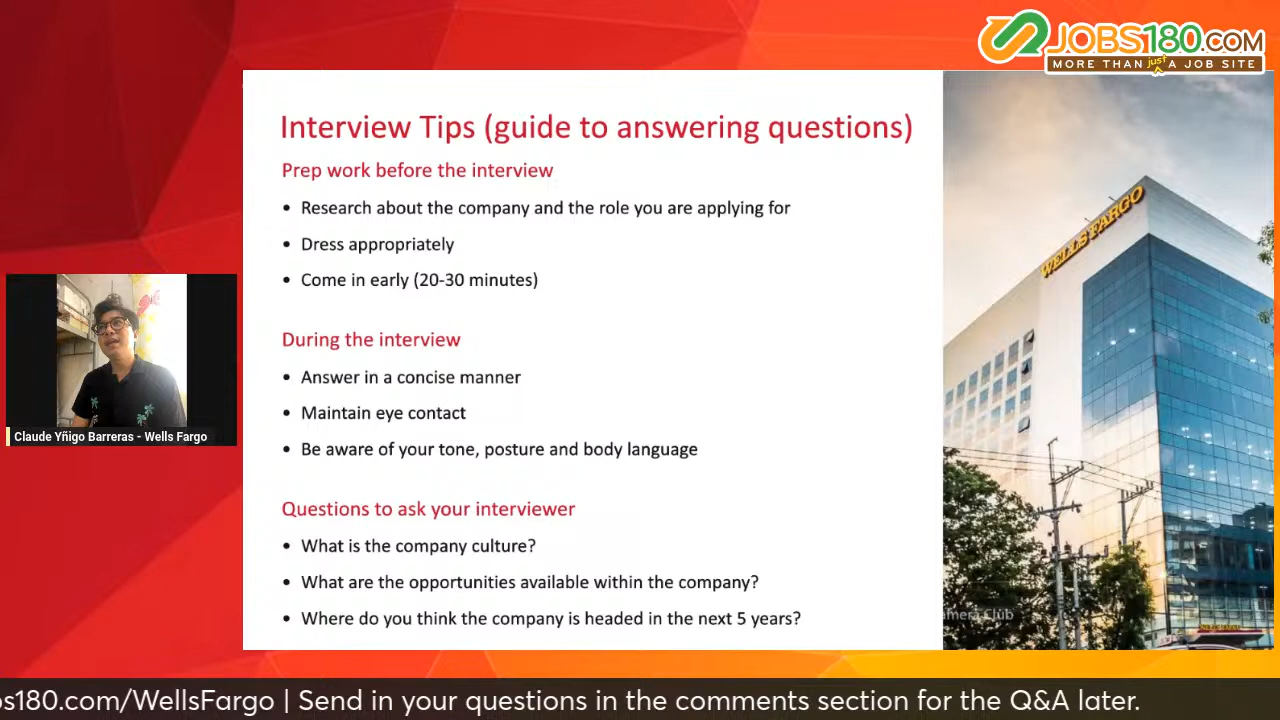 JOBS180.COM
MORE THAN just A JOB SITE
Interview Tips (guide to answering questions)
Prep work before the interview
• Research about the company and the role you are applying for
• Dress appropriately
• Come in early (20-30 minutes)
During the interview
• Answer in a concise manner
• Maintain eye contact
• Be aware of your tone, posture and body language
Questions to ask your interviewer
• What is the company culture?
• What are the opportunities available within the company?
• Where do you think the company is headed in the next 5 years?
WELLS FARGO
Club
Claude Yñigo Barreras - Wells Fargo
bs180.com/WellsFargo | Send in your questions in the comments section for the Q&A later.